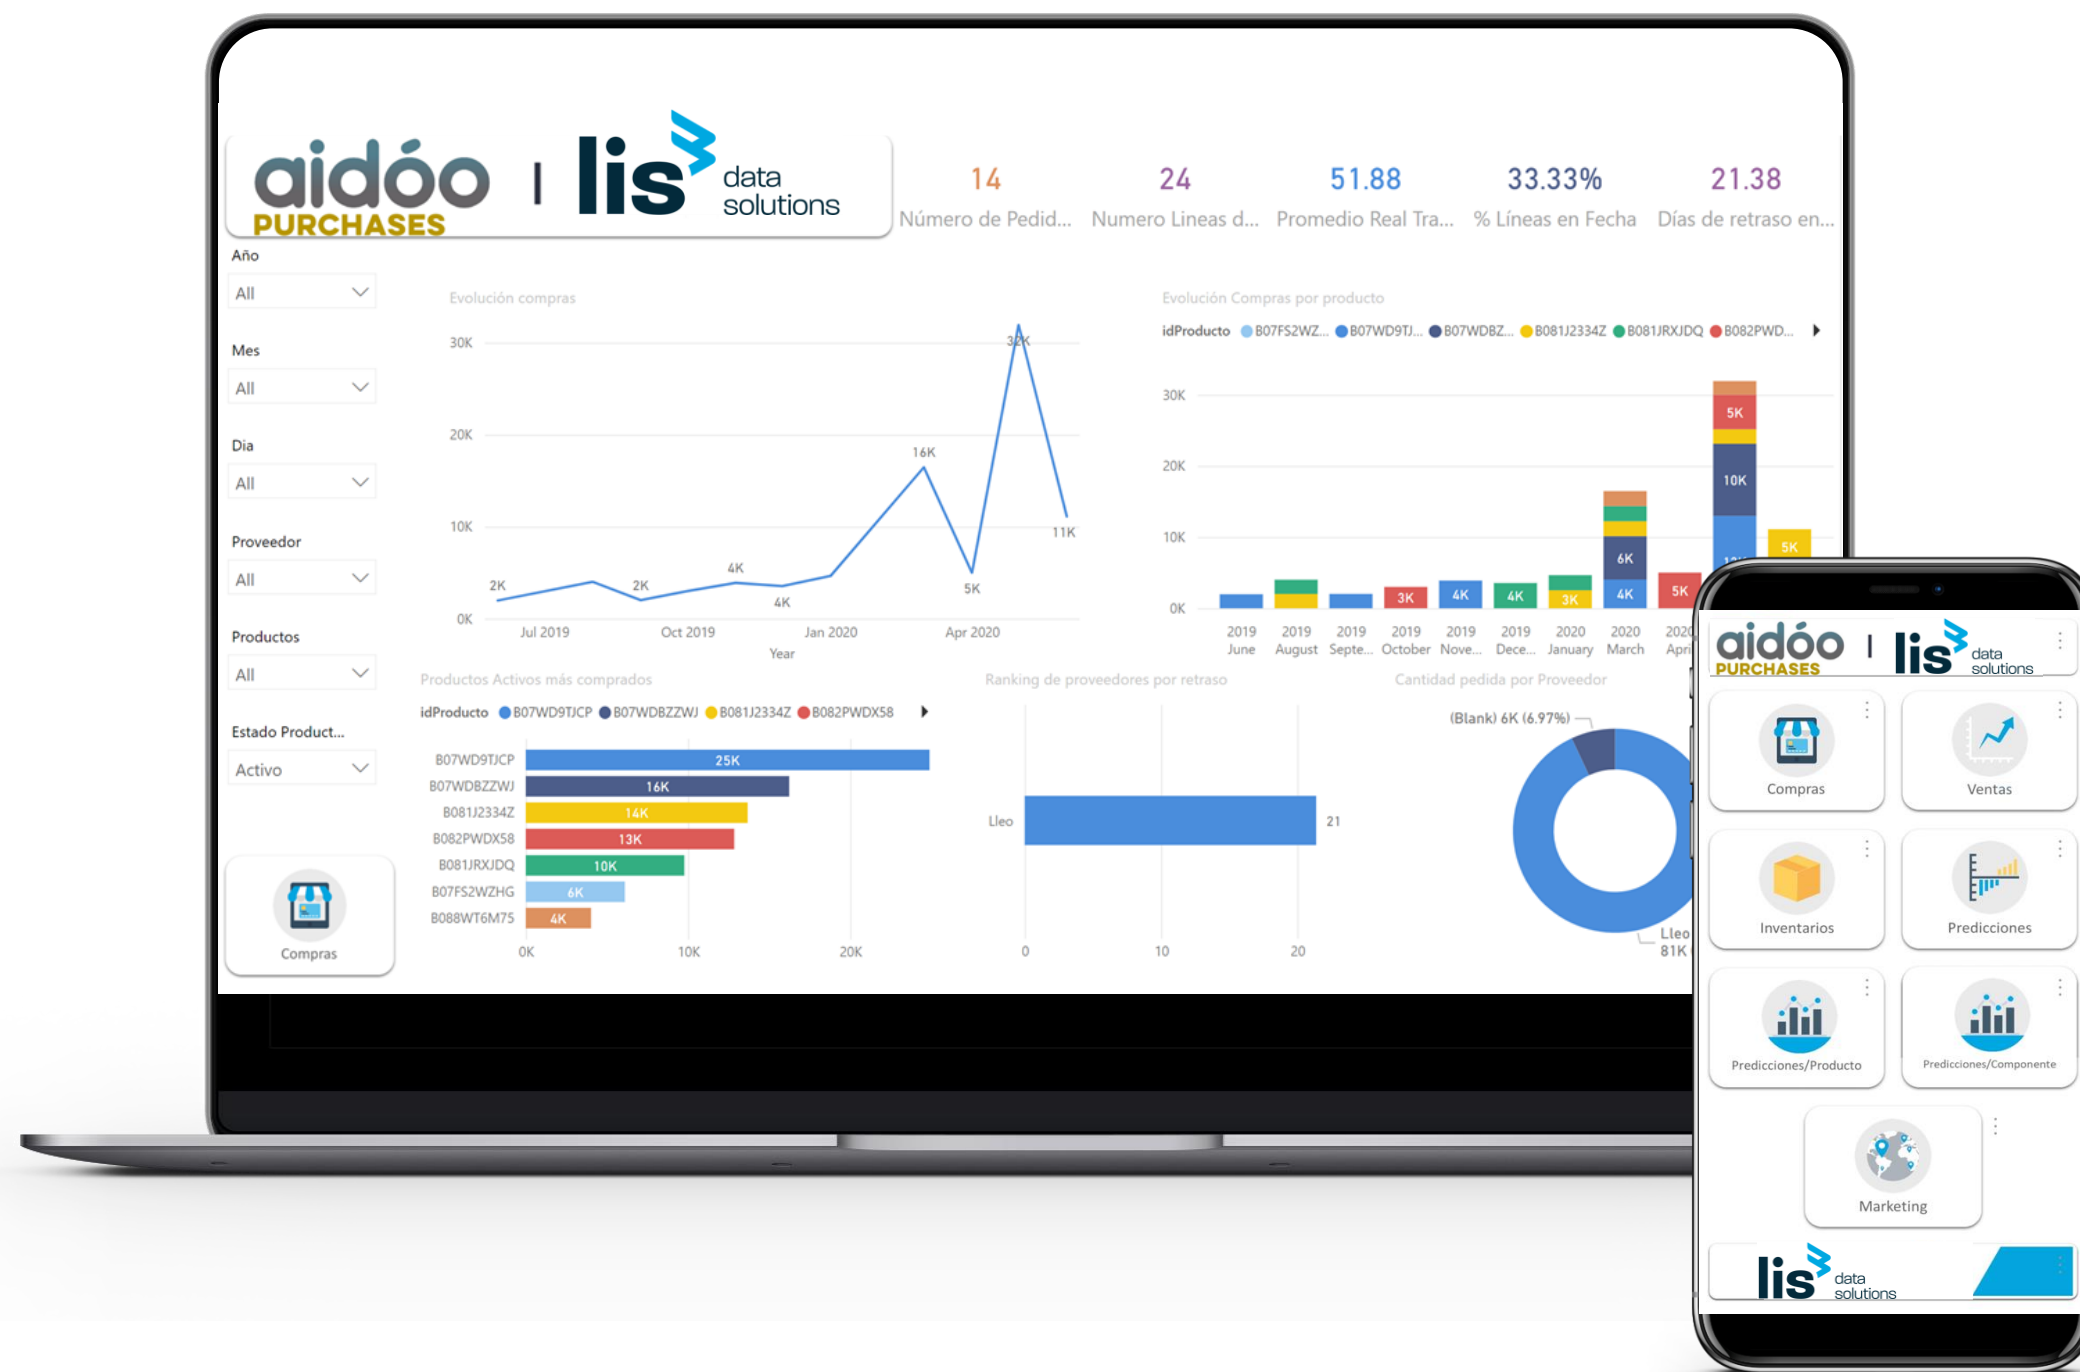 aidóo
PURCHASES
lis data
solutions
14
Número de Pedid...
24
Numero Lineas d...
51.88
Promedio Real Tra...
33.33%
% Líneas en Fecha
21.38
Días de retraso en...
Año
All
Mes
All
Dia
All
Proveedor
All
Productos
All
Estado Product...
Activo
Compras
Evolución compras
30K
20K
10K
0K
2K
2K
4K
4K
16K
5K
32K
11K
Jul 2019
Oct 2019
Jan 2020
Apr 2020
Year
Evolución Compras por producto
idProducto B07FS2WZ... B07WD9TJ... B07WDBZ... B081J2334Z B081JRXJDQ B082PWD...
30K
20K
10K
0K
3K
4K
4K
3K
6K
4K
5K
5K
10K
5K
2019 2019 2019 2019 2019 2019 2020 2020 2020
June August Septe... October Nove... Dece... January March Apri
Productos Activos más comprados
idProducto B07WD9TJCP B07WDBZZWJ B081J2334Z B082PWDX58
B07WD9TJCP 25K
B07WDBZZWJ 16K
B081J2334Z 14K
B082PWDX58 13K
B081JRXJDQ 10K
B07FS2WZHG 6K
B088WT6M75 4K
0K 10K 20K
Ranking de proveedores por retraso
Lleo 21
0 10 20
Cantidad pedida por Proveedor
(Blank) 6K (6.97%)
Lleo
81K
aidóo
PURCHASES
lis data
solutions
Compras
Ventas
Inventarios
Predicciones
Predicciones/Producto
Predicciones/Componente
Marketing
lis data
solutions